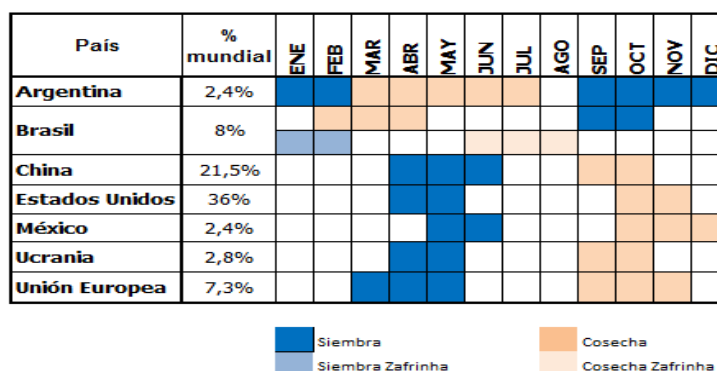 País % mundial ENE FEB MAR ABR MAY JUN JUL AGO SEP OCT NOV DIC
Argentina 2,4%
Brasil 8%
China 21,5%
Estados Unidos 36%
México 2,4%
Ucrania 2,8%
Unión Europea 7,3%
Siembra Cosecha
Siembra Zafrinha Cosecha Zafrinha